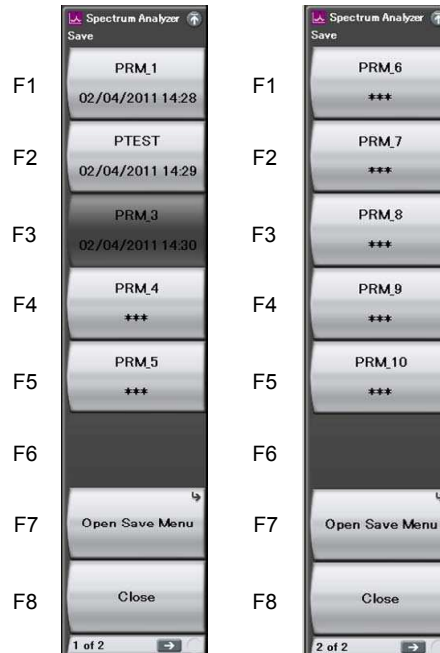 Spectrum Analyzer
Save
F1
PRM_1
02/04/2011 14:28
F2
PTEST
02/04/2011 14:29
F3
PRM_3
02/04/2011 14:30
F4
PRM_4
***
F5
PRM_5
***
F6
F7
Open Save Menu
F8
Close
1 of 2
Spectrum Analyzer
Save
F1
PRM_6
***
F2
PRM_7
***
F3
PRM_8
***
F4
PRM_9
***
F5
PRM_10
***
F6
F7
Open Save Menu
F8
Close
2 of 2